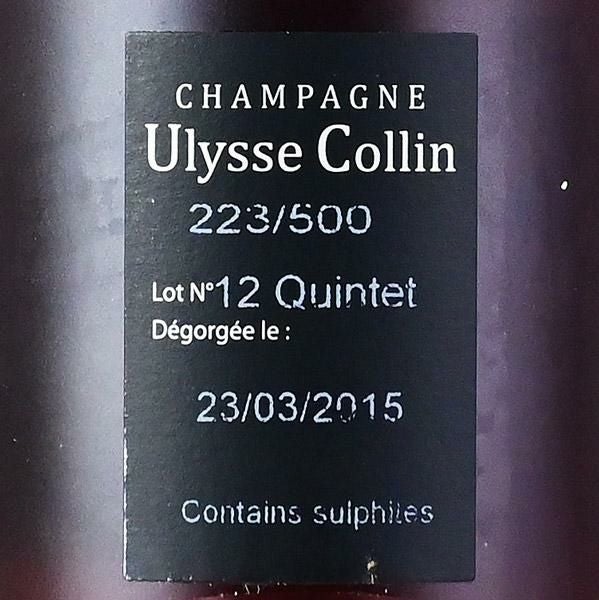 CHAMPAGNE
Ulysse Collin
223/500
Lot N° 12 Quintet
Dégorgée le :
23/03/2015
Contains sulphites